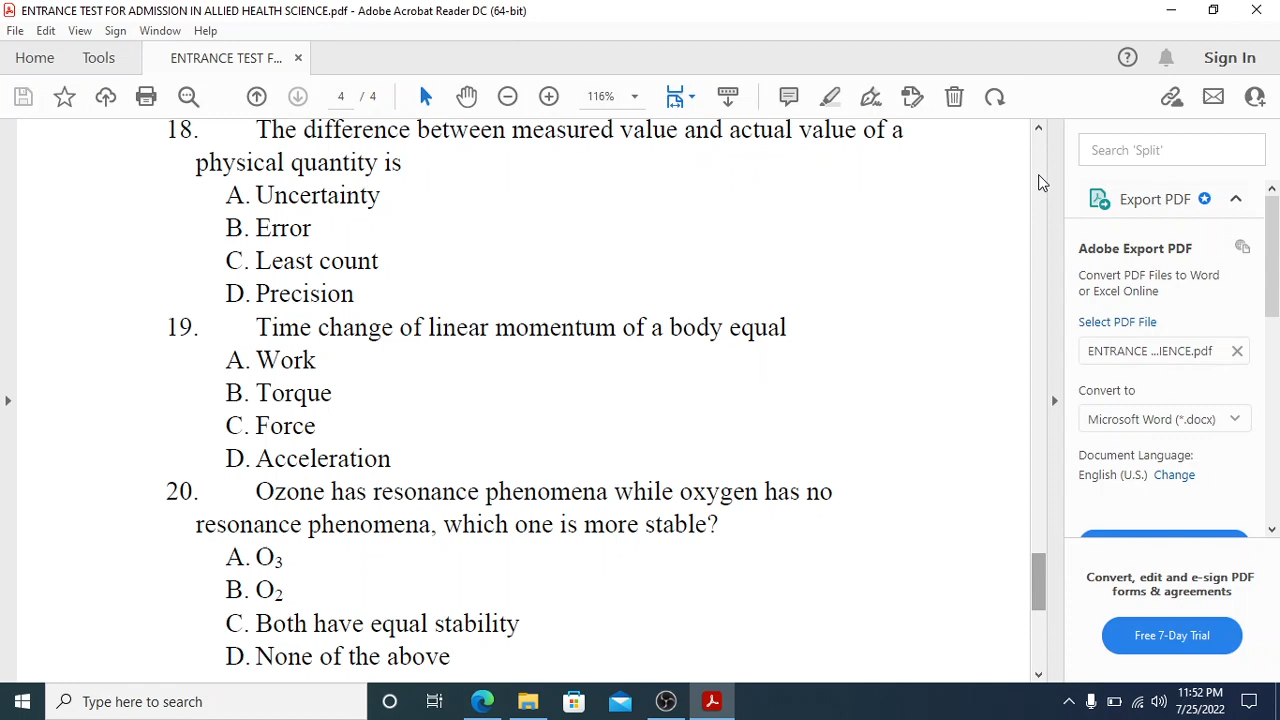 ENTRANCE TEST FOR ADMISSION IN ALLIED HEALTH SCIENCE.pdf - Adobe Acrobat Reader DC (64-bit)
File Edit View Sign Window Help
Home Tools ENTRANCE TEST F... × Sign In
4 / 4 116%
18. The difference between measured value and actual value of a
physical quantity is
A. Uncertainty
B. Error
C. Least count
D. Precision
19. Time change of linear momentum of a body equal
A. Work
B. Torque
C. Force
D. Acceleration
20. Ozone has resonance phenomena while oxygen has no
resonance phenomena, which one is more stable?
A. O₃
B. O₂
C. Both have equal stability
D. None of the above
Search 'Split'
Export PDF
Adobe Export PDF
Convert PDF Files to Word
or Excel Online
Select PDF File
ENTRANCE ...IENCE.pdf
Convert to
Microsoft Word (*.docx)
Document Language:
English (U.S.) Change
Convert, edit and e-sign PDF
forms & agreements
Free 7-Day Trial
Type here to search
11:52 PM
7/25/2022